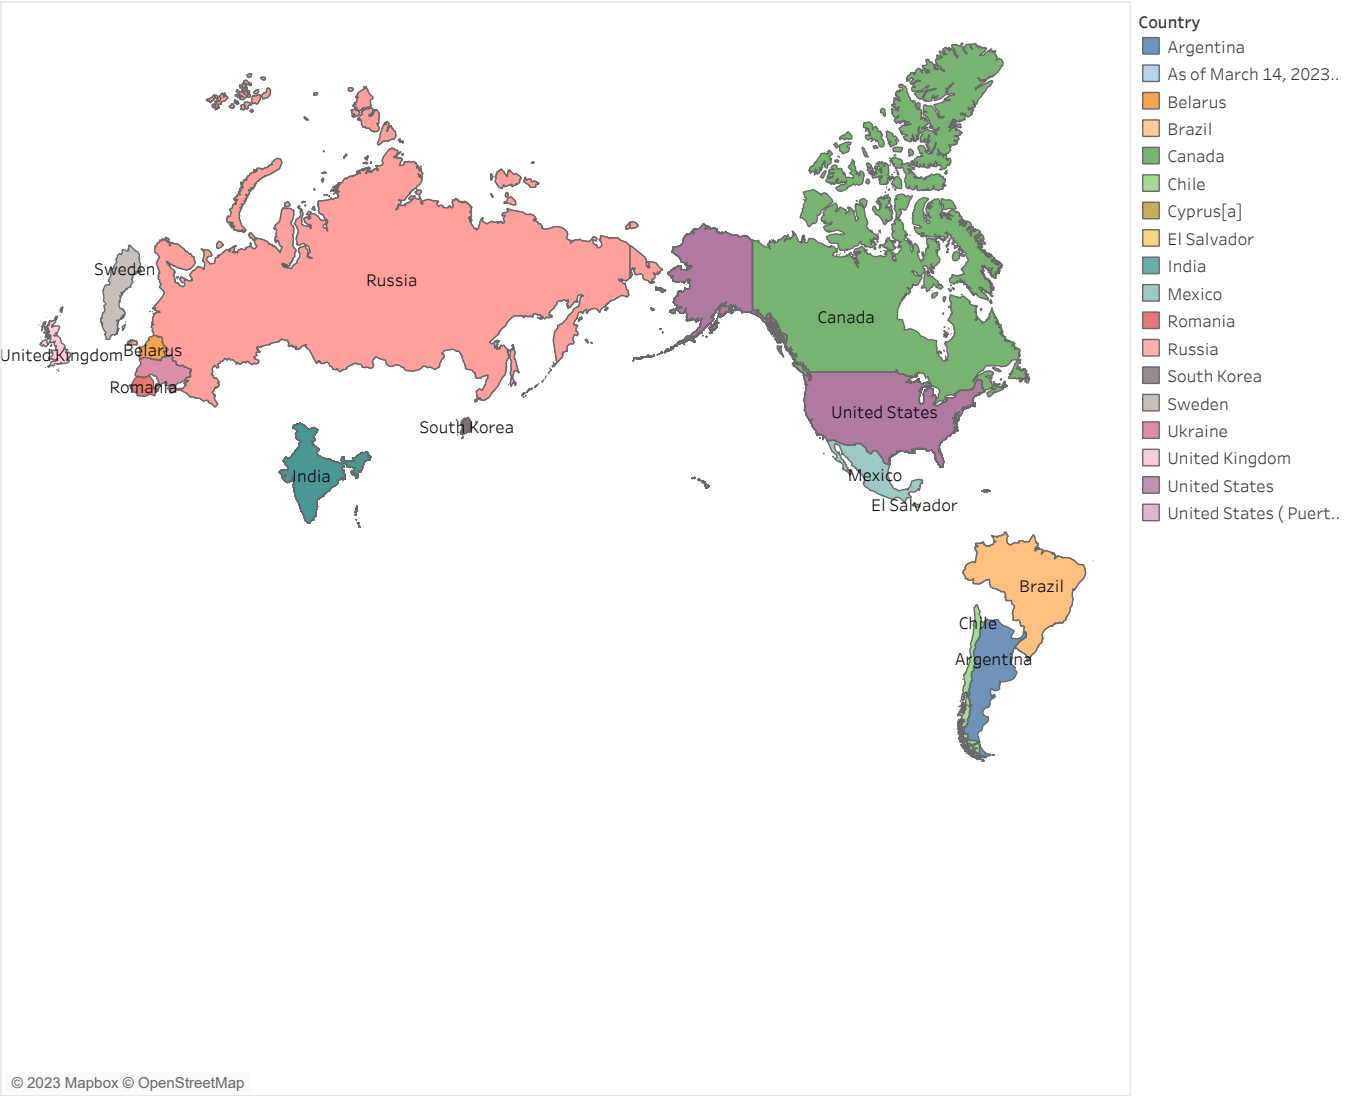 Country
Argentina
As of March 14, 2023..
Belarus
Brazil
Canada
Chile
Cyprus[a]
El Salvador
India
Mexico
Romania
Russia
South Korea
Sweden
Ukraine
United Kingdom
United States
United States ( Puert..
Sweden
Russia
Canada
United Kingdom
Belarus
Romania
United States
South Korea
India
Mexico
El Salvador
Brazil
Chile
Argentina
© 2023 Mapbox © OpenStreetMap